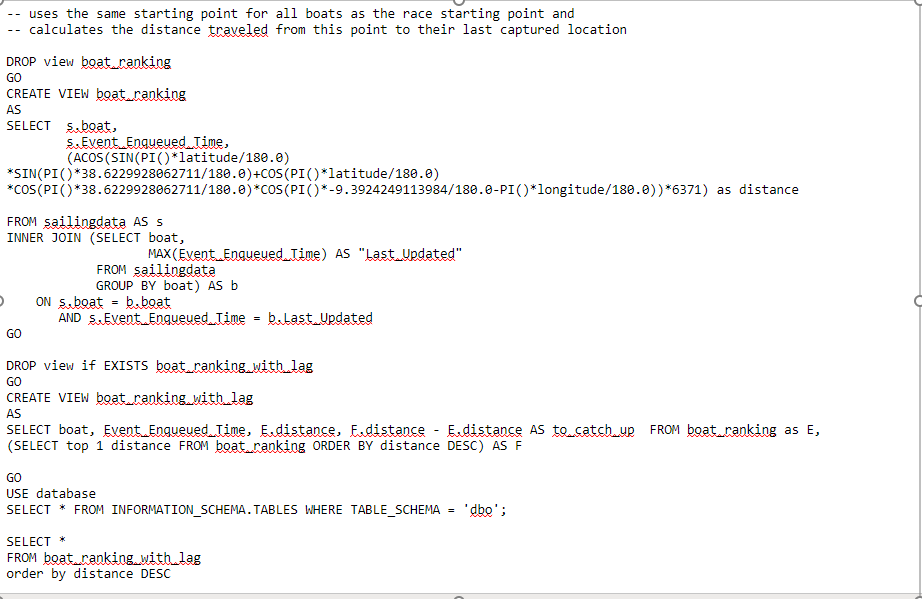 -- uses the same starting point for all boats as the race starting point and
-- calculates the distance traveled from this point to their last captured location
DROP view boat_ranking
GO
CREATE VIEW boat_ranking
AS
SELECT  s.boat,
        s.Event_Enqueued_Time,
        (ACOS(SIN(PI()*latitude/180.0)
*SIN(PI()*38.6229928062711/180.0)+COS(PI()*latitude/180.0)
*COS(PI()*38.6229928062711/180.0)*COS(PI()*-9.3924249113984/180.0-PI()*longitude/180.0))*6371) as distance
FROM sailingdata AS s
INNER JOIN (SELECT boat,
                   MAX(Event_Enqueued_Time) AS "Last_Updated"
            FROM sailingdata
            GROUP BY boat) AS b
    ON s.boat = b.boat
       AND s.Event_Enqueued_Time = b.Last_Updated
GO
DROP view if EXISTS boat_ranking_with_lag
GO
CREATE VIEW boat_ranking_with_lag
AS
SELECT boat, Event_Enqueued_Time, E.distance, F.distance - E.distance AS to_catch_up  FROM boat_ranking as E,
(SELECT top 1 distance FROM boat_ranking ORDER BY distance DESC) AS F
GO
USE database
SELECT * FROM INFORMATION_SCHEMA.TABLES WHERE TABLE_SCHEMA = 'dbo';
SELECT *
FROM boat_ranking_with_lag
order by distance DESC